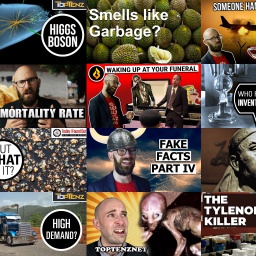 TOPTENZ
HIGGS
BOSON
Smells like
Garbage?
SOMEONE HA
MORTALITY RATE
WAKING UP AT YOUR FUNERAL
WHO
INVENT
UT
HAT
IT?
FAKE
FACTS
PART IV
THE
TYLENO
KILLER
HIGH
DEMAND?
TOPTENZNET